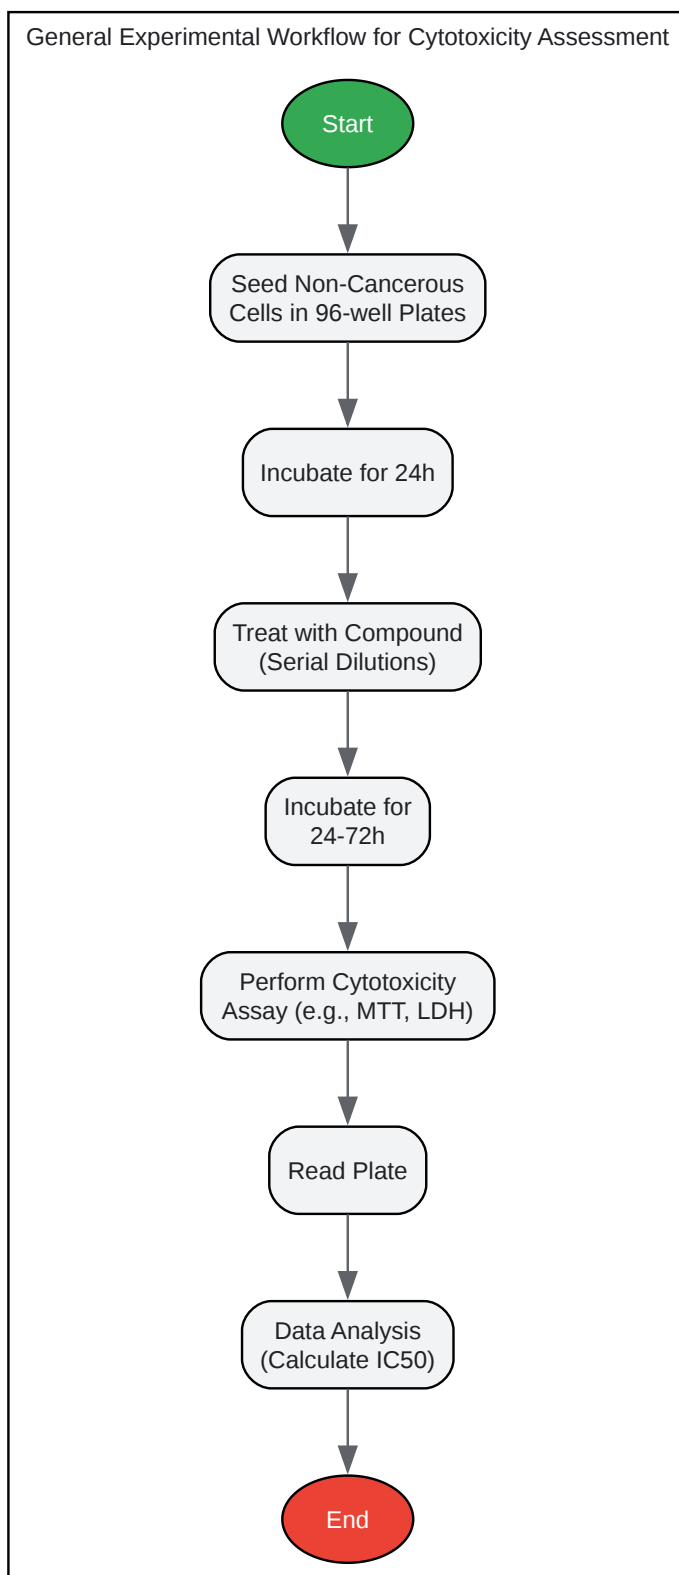 General Experimental Workflow for Cytotoxicity Assessment
Start
Seed Non-Cancerous
Cells in 96-well Plates
Incubate for 24h
Treat with Compound
(Serial Dilutions)
Incubate for
24-72h
Perform Cytotoxicity
Assay (e.g., MTT, LDH)
Read Plate
Data Analysis
(Calculate IC50)
End